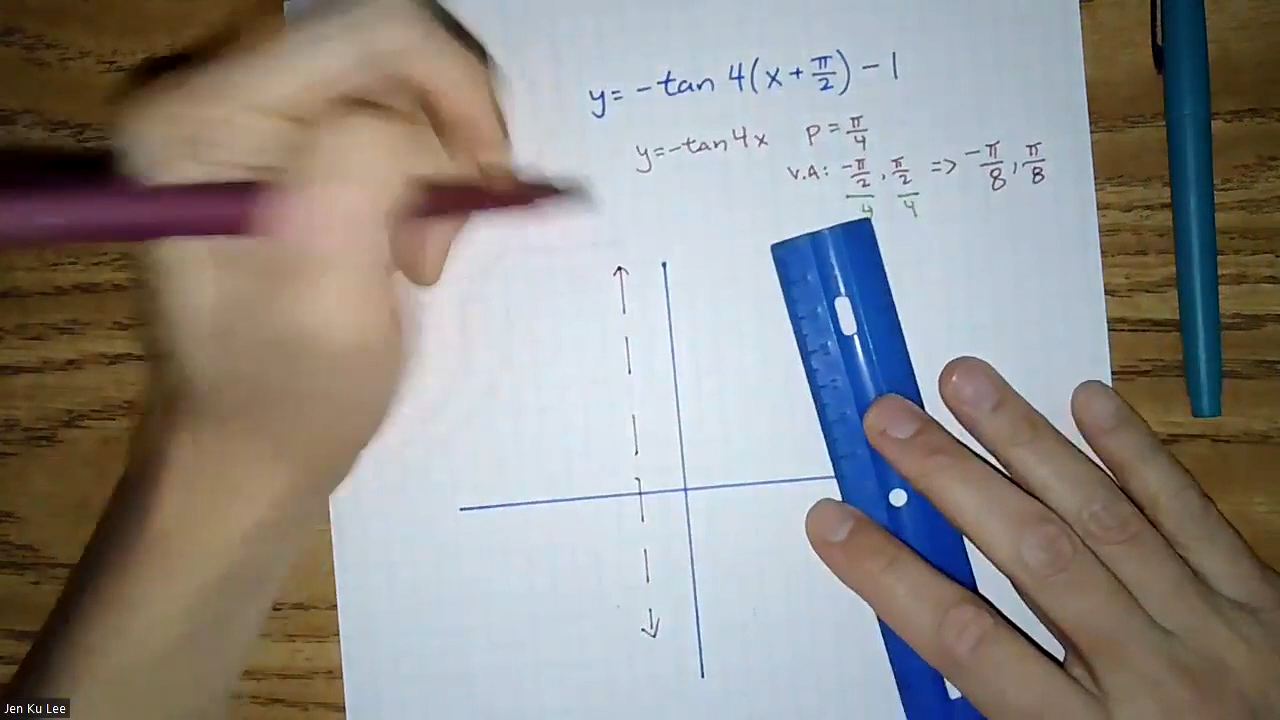 y = -tan 4(x + π/2) - 1
y = -tan 4x P = π/4
V.A: -π/2/4, π/2/4 => -π/8, π/8
Jen Ku Lee